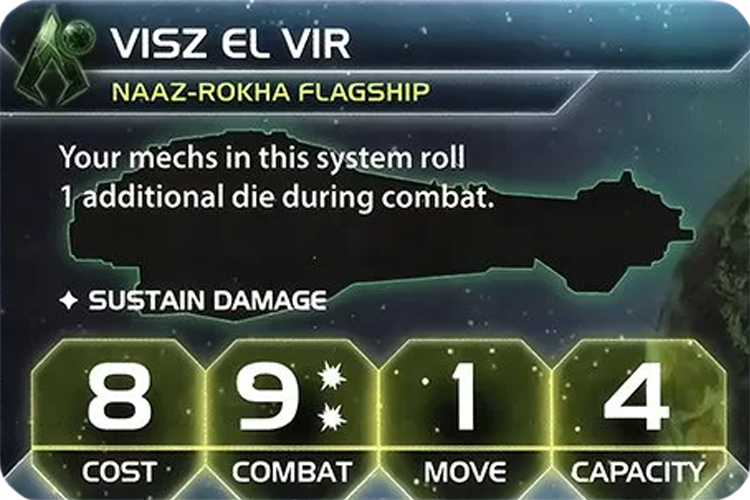 VISZ EL VIR
NAAZ-ROKHA FLAGSHIP
Your mechs in this system roll
1 additional die during combat.
SUSTAIN DAMAGE
8 9 1 4
COST COMBAT MOVE CAPACITY